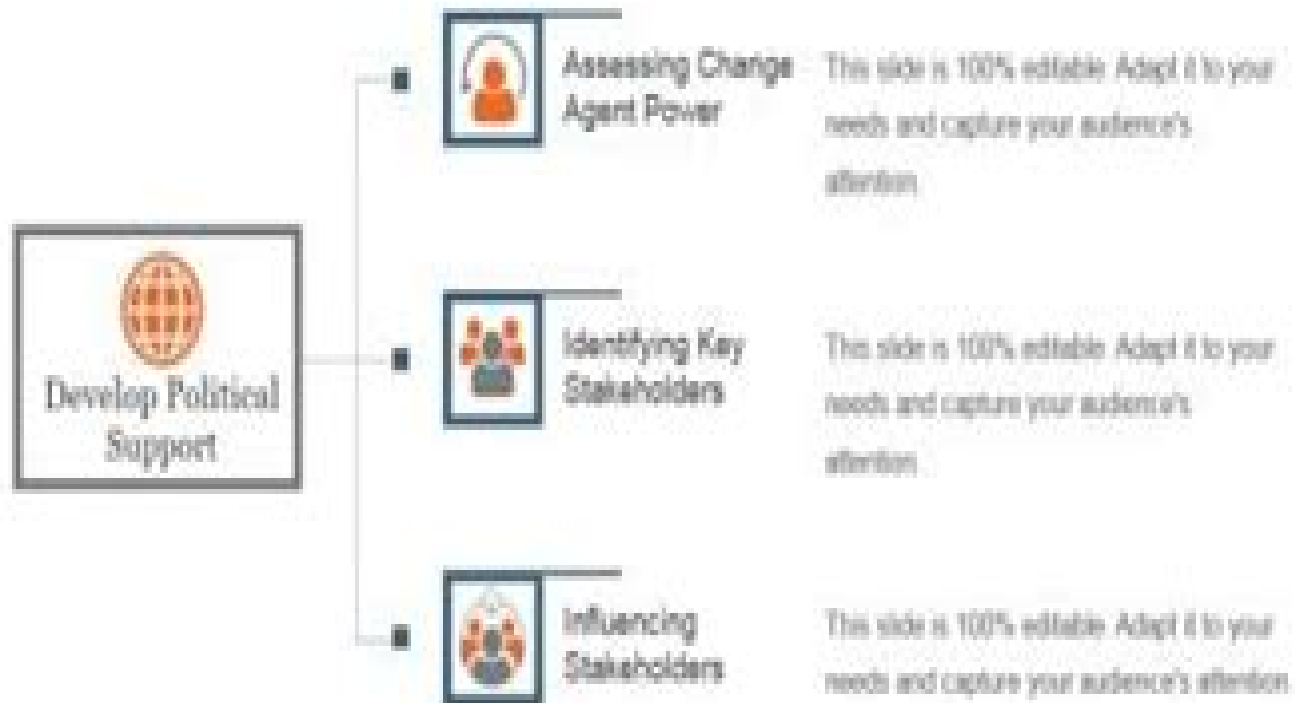 Develop Political
Support
Assessing Change
Agent Power
This slide is 100% editable. Adapt it to your
needs and capture your audience's
attention.
Identifying Key
Stakeholders
This slide is 100% editable. Adapt it to your
needs and capture your audience's
attention.
Influencing
Stakeholders
This slide is 100% editable. Adapt it to your
needs and capture your audience's attention.